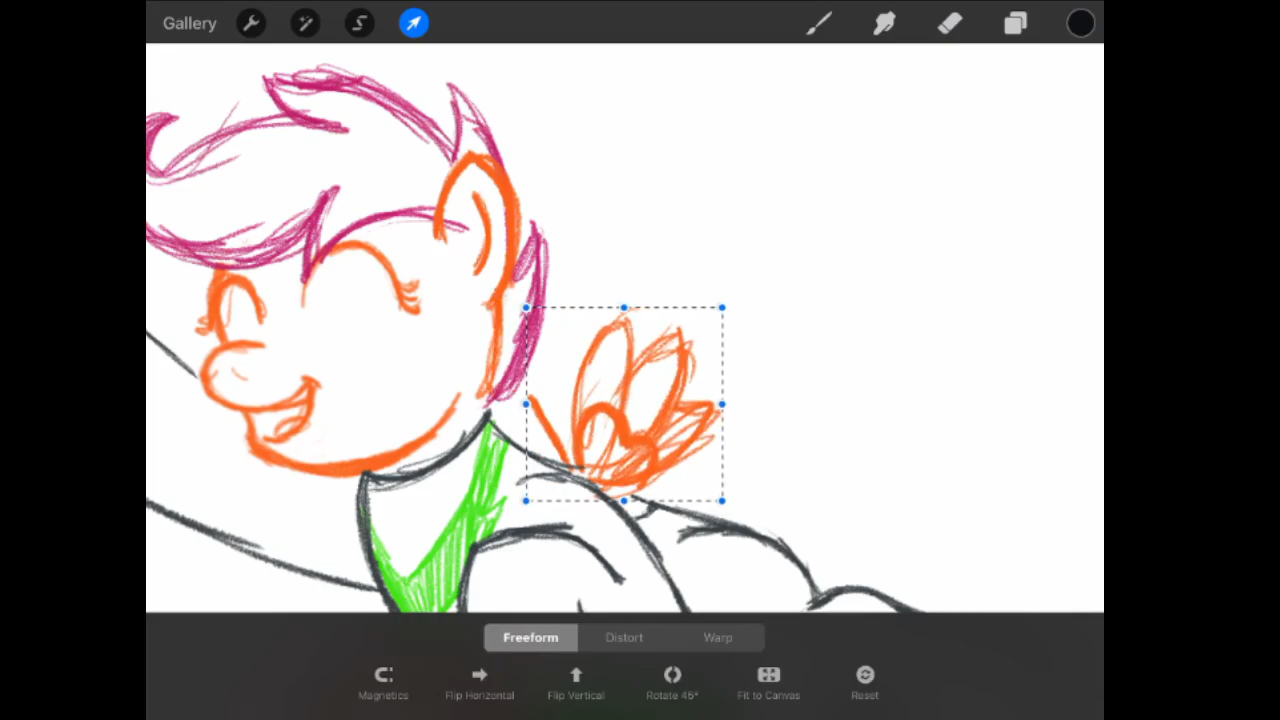 Gallery
Freeform Distort Warp
Magnetics Flip Horizontal Flip Vertical Rotate 45° Fit to Canvas Reset